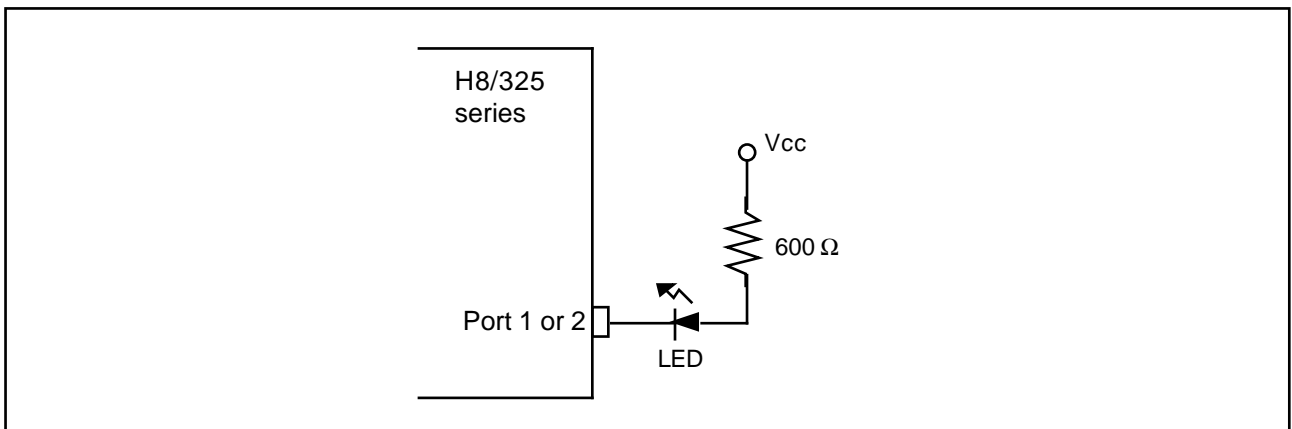 H8/325
series
Vcc
600 Ω
Port 1 or 2
LED